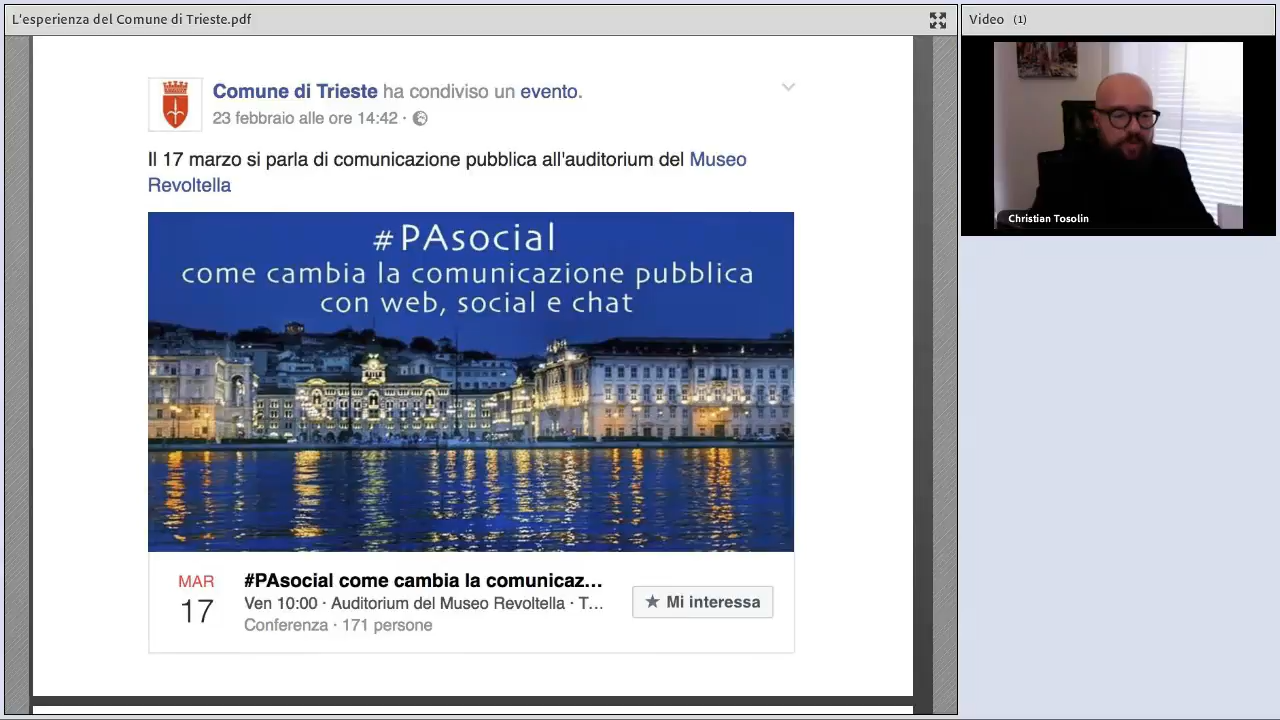 L'esperienza del Comune di Trieste.pdf
Video (1)
Comune di Trieste ha condiviso un evento.
23 febbraio alle ore 14:42 ·
Il 17 marzo si parla di comunicazione pubblica all'auditorium del Museo
Revoltella
#PAsocial
come cambia la comunicazione pubblica
con web, social e chat
MAR
17
#PAsocial come cambia la comunicaz...
Ven 10:00 · Auditorium del Museo Revoltella · T...
Conferenza · 171 persone
★ Mi interessa
Christian Tosolin